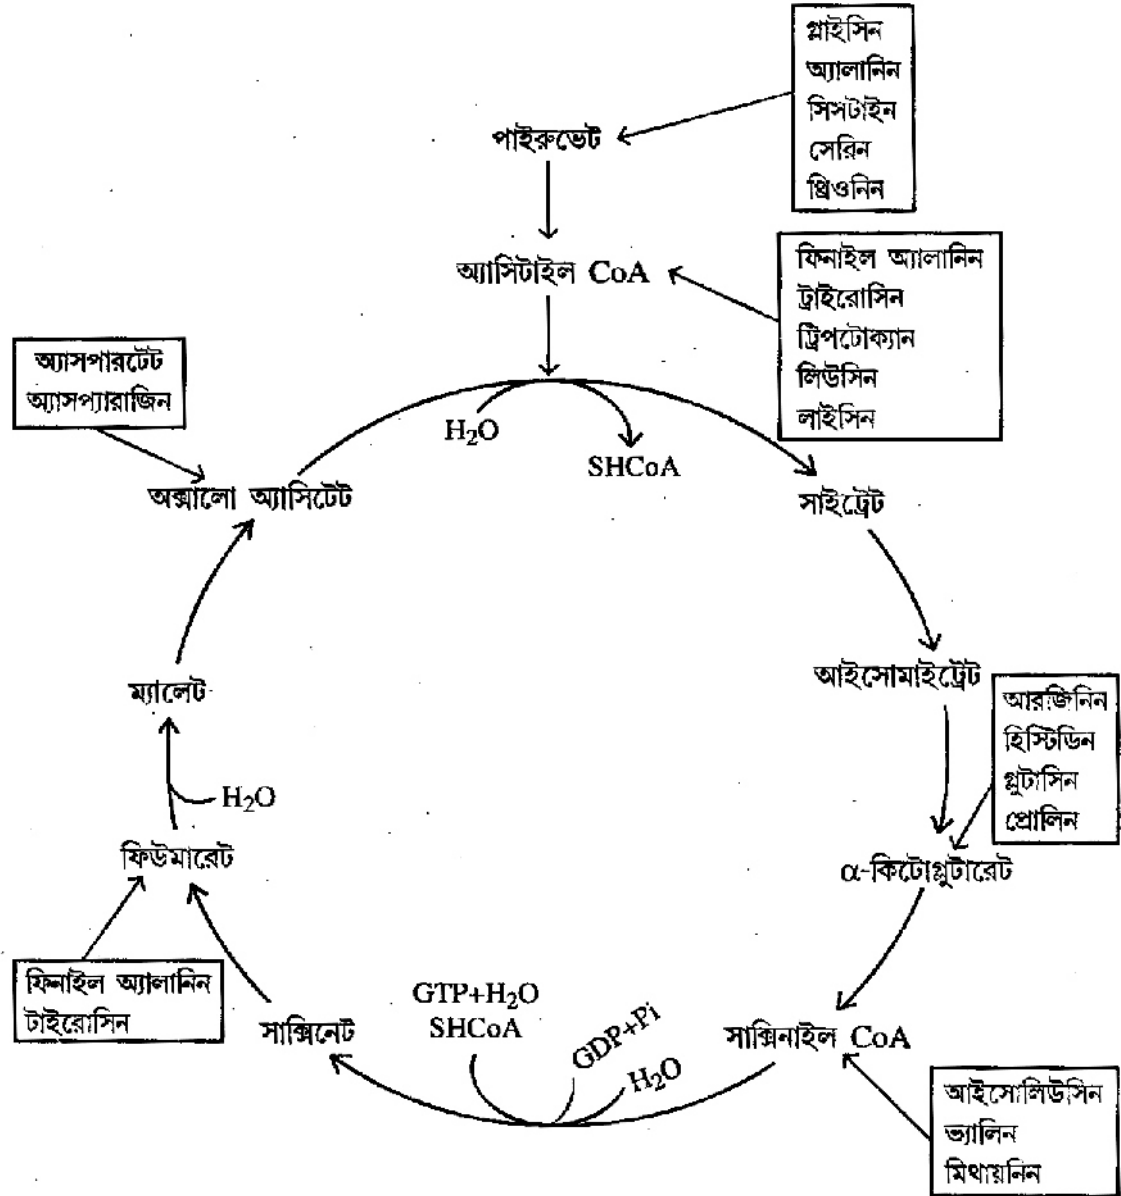 গ্লাইসিন
অ্যালানিন
সিসটাইন
সেরিন
থ্রিওনিন
পাইরুভেট
অ্যাসিটাইল CoA
ফিনাইল অ্যালানিন
ট্রাইরোসিন
ট্রিপটোক্যান
লিউসিন
লাইসিন
অ্যাসপারটেট
অ্যাসপ্যারাজিন
H₂O
SHCoA
অক্সালো অ্যাসিটেট
সাইট্রেট
আইসোমাইট্রেট
ম্যালেট
আরজিনিন
হিস্টিডিন
গ্লুটাসিন
প্রোলিন
H₂O
ফিউমারেট
α-কিটোগ্লুটারেট
ফিনাইল অ্যালানিন
টাইরোসিন
সাক্সিনেট
GTP+H₂O
SHCoA
GDP+Pi
H₂O
সাক্সিনাইল CoA
আইসোলিউসিন
ভ্যালিন
মিথায়নিন